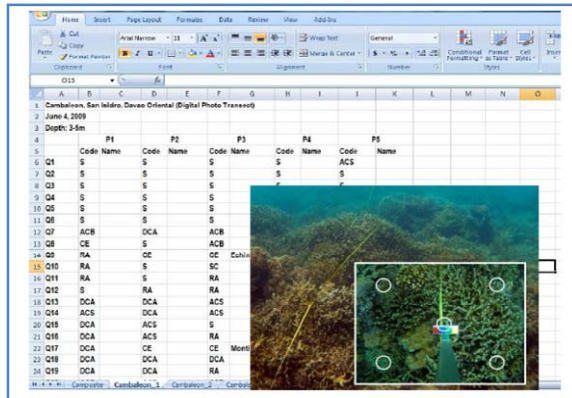 Home Insert Page Layout Formulas Data Review View Add-Ins
Cut
Copy
Format Painter
Paste
Clipboard
Arial Narrow 11
Font
Wrap Text
Merge & Center
Alignment
General
Number
Conditional Formatting
Format as Table
Cell Styles
Styles
O15
A B C D E F G H I J K L M N O
1 Cambaleon, San Isidro, Davao Oriental (Digital Photo Transect)
2 June 4, 2009
3 Depth: 3-5m
4 P1 P2 P3 P4 P5
5 Code Name Code Name Code Name Code Name Code Name
6 Q1 S S S S ACS
7 Q2 S S S S S
8 Q3 S S S
9 Q4 S S S
10 Q5 S S S
11 Q6 S S S
12 Q7 ACB DCA ACB
13 Q8 CE S ACB
14 Q9 RA CE CE
15 Q10 RA S SC
16 Q11 RA S RA
17 Q12 S RA RA
18 Q13 DCA DCA ACS
19 Q14 ACS DCA ACS
20 Q15 DCA ACS S
21 Q16 DCA ACS RA
22 Q17 DCA CE CE
23 Q18 DCA DCA DCA
24 Q19 DCA DCA RA
Composite Cambaleon_1 Cambaleon_2